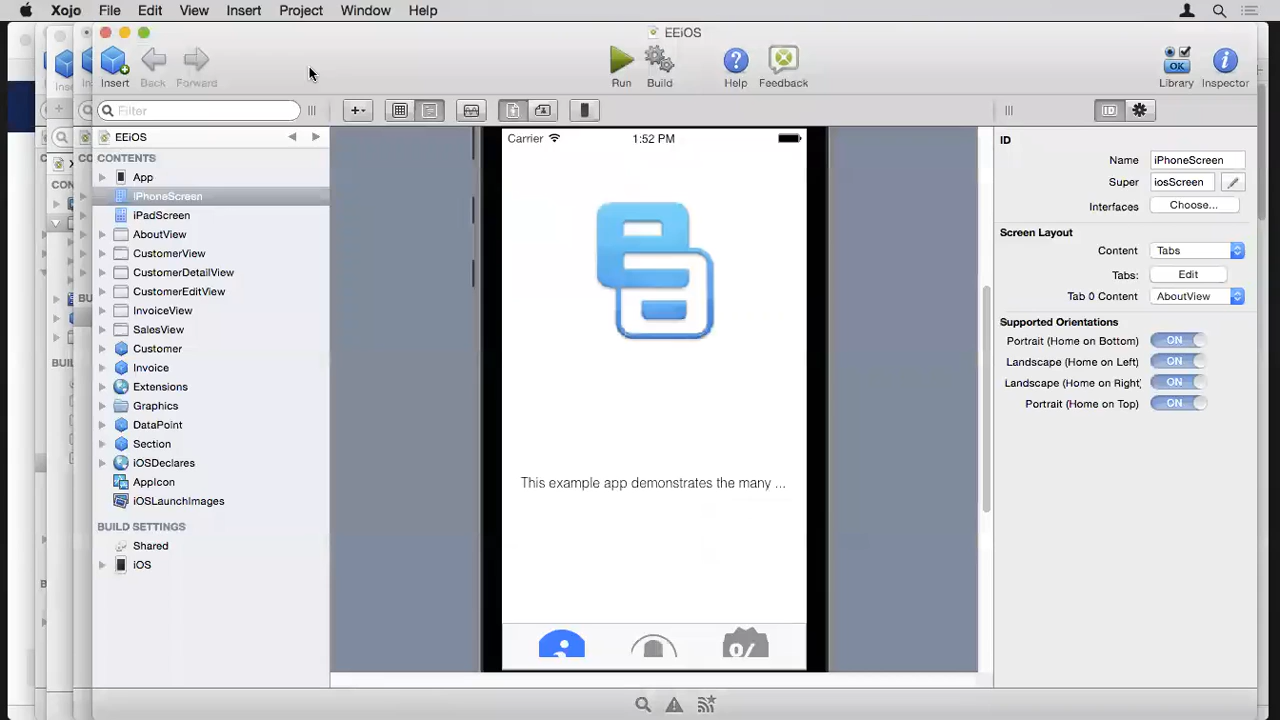 Xojo File Edit View Insert Project Window Help
EEiOS
Insert Back Forward Run Build Help Feedback OK Library Inspector
Filter
EEiOS
CONTENTS
App
iPhoneScreen
iPadScreen
AboutView
CustomerView
CustomerDetailView
CustomerEditView
InvoiceView
SalesView
Customer
Invoice
Extensions
Graphics
DataPoint
Section
iOSDeclares
AppIcon
iOSLaunchImages
BUILD SETTINGS
Shared
iOS
Carrier 1:52 PM
This example app demonstrates the many ...
%
ID
ID
Name iPhoneScreen
Super iosScreen
Interfaces Choose...
Screen Layout
Content Tabs
Tabs: Edit
Tab 0 Content AboutView
Supported Orientations
Portrait (Home on Bottom) ON
Landscape (Home on Left) ON
Landscape (Home on Right) ON
Portrait (Home on Top) ON